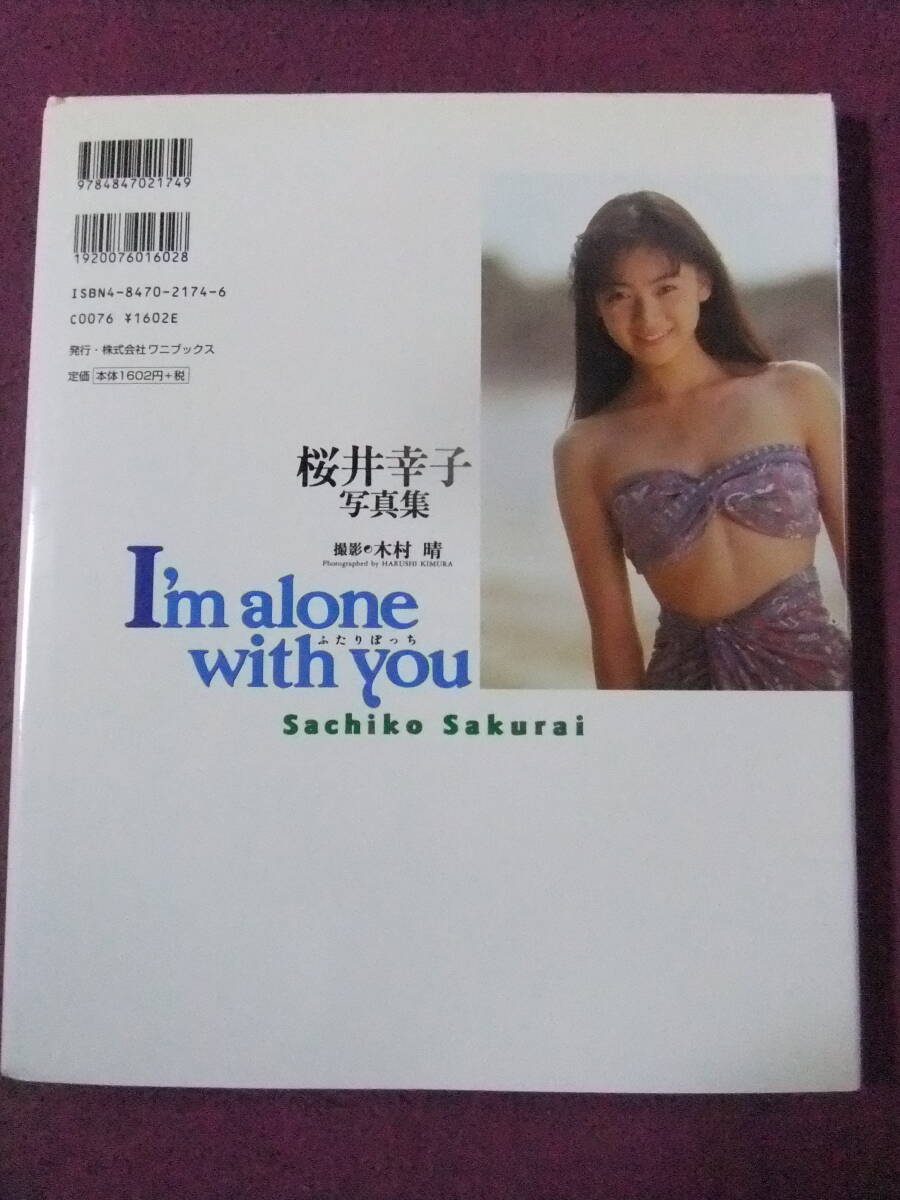 9784847021749
1920076016028
ISBN4-8470-2174-6
C0076 ¥1602E
発行・株式会社ワニブックス
定価 本体1602円+税
桜井幸子
写真集
撮影●木村 晴
Photographed by HARUSHI KIMURA
I'm alone
ふたりぼっち
with you
Sachiko Sakurai